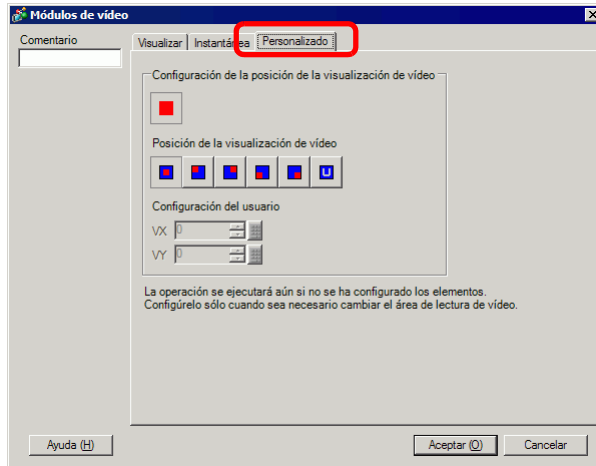 Módulos de vídeo
Comentario
Visualizar Instantánea Personalizado
Configuración de la posición de la visualización de vídeo
Posición de la visualización de vídeo
U
Configuración del usuario
VX 0
VY 0
La operación se ejecutará aún si no se ha configurado los elementos.
Configúrelo sólo cuando sea necesario cambiar el área de lectura de vídeo.
Ayuda (H) Aceptar (O) Cancelar